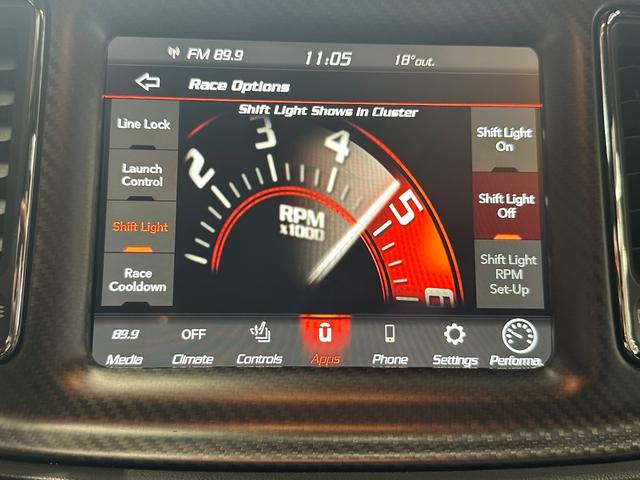 FM 89.9 11:05 18°out.
Race Options
Shift Light Shows in Cluster
Line Lock
Launch
Control
Shift Light
Race
Cooldown
2 3 4 5 6
RPM
x1000
Shift Light
On
Shift Light
Off
Shift Light
RPM
Set-Up
89.9 OFF
Media Climate Controls Apps Phone Settings Performa